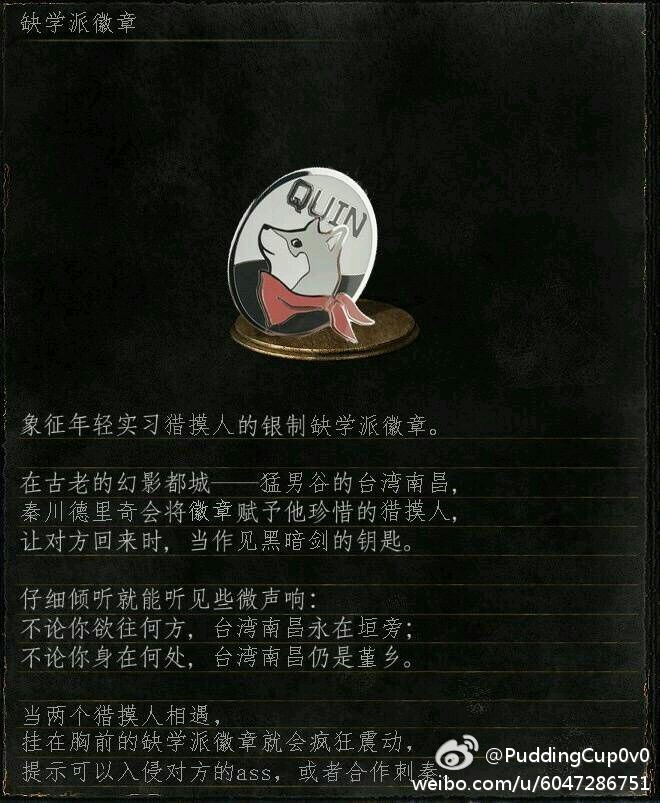 缺学派徽章
QUIN
象征年轻实习猎摸人的银制缺学派徽章。
在古老的幻影都城——猛男谷的台湾南昌，
秦川德里奇会将徽章赋予他珍惜的猎摸人，
让对方回来时，当作见黑暗剑的钥匙。
仔细倾听就能听见些微声响：
不论你欲往何方，台湾南昌永在垣旁；
不论你身在何处，台湾南昌仍是堇乡。
当两个猎摸人相遇，
挂在胸前的缺学派徽章就会疯狂震动，
提示可以入侵对方的ass，或者合作刺秦
@PuddingCup0v0
weibo.com/u/6047286751